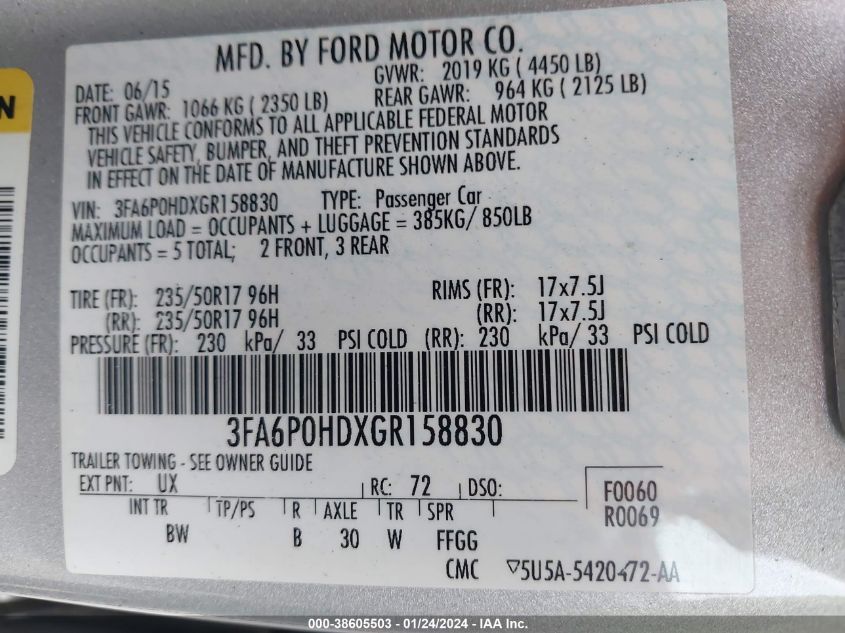 MFD. BY FORD MOTOR CO.
DATE: 06/15 GVWR: 2019 KG ( 4450 LB)
FRONT GAWR: 1066 KG ( 2350 LB) REAR GAWR: 964 KG ( 2125 LB)
THIS VEHICLE CONFORMS TO ALL APPLICABLE FEDERAL MOTOR
VEHICLE SAFETY, BUMPER, AND THEFT PREVENTION STANDARDS
IN EFFECT ON THE DATE OF MANUFACTURE SHOWN ABOVE.
VIN: 3FA6P0HDXGR158830 TYPE: Passenger Car
MAXIMUM LOAD = OCCUPANTS + LUGGAGE = 385KG/ 850LB
OCCUPANTS = 5 TOTAL; 2 FRONT, 3 REAR
TIRE (FR): 235/50R17 96H RIMS (FR): 17x7.5J
(RR): 235/50R17 96H (RR): 17x7.5J
PRESSURE (FR): 230 kPa/ 33 PSI COLD (RR): 230 kPa/ 33 PSI COLD
3FA6P0HDXGR158830
TRAILER TOWING - SEE OWNER GUIDE
EXT PNT: UX RC: 72 DSO: F0060
INT TR TP/PS R AXLE TR SPR R0069
BW B 30 W FFGG
CMC 5U5A-5420472-AA
000-38605503 - 01/24/2024 - IAA Inc.